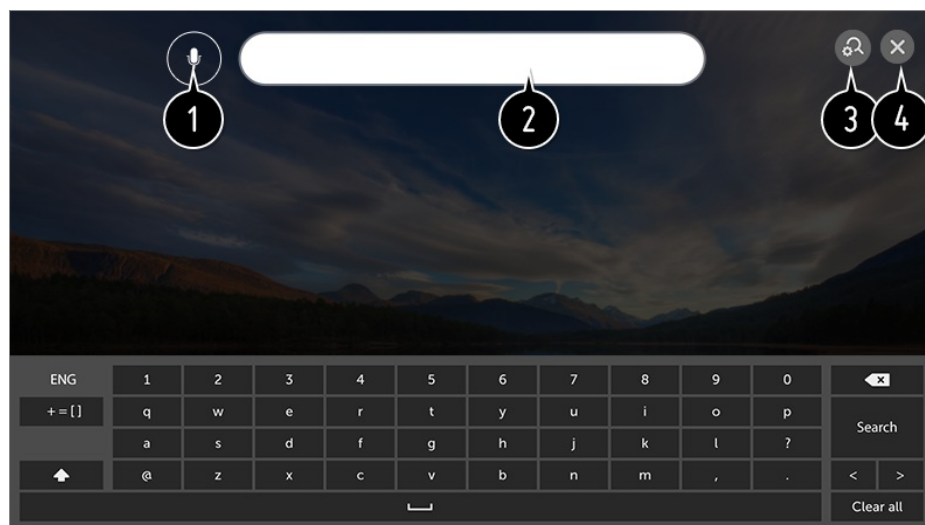 1
2
3
4
ENG 1 2 3 4 5 6 7 8 9 0
+ = [ ] q w e r t y u i o p
a s d f g h j k l ? Search
@ z x c v b n m , . < >
Clear all